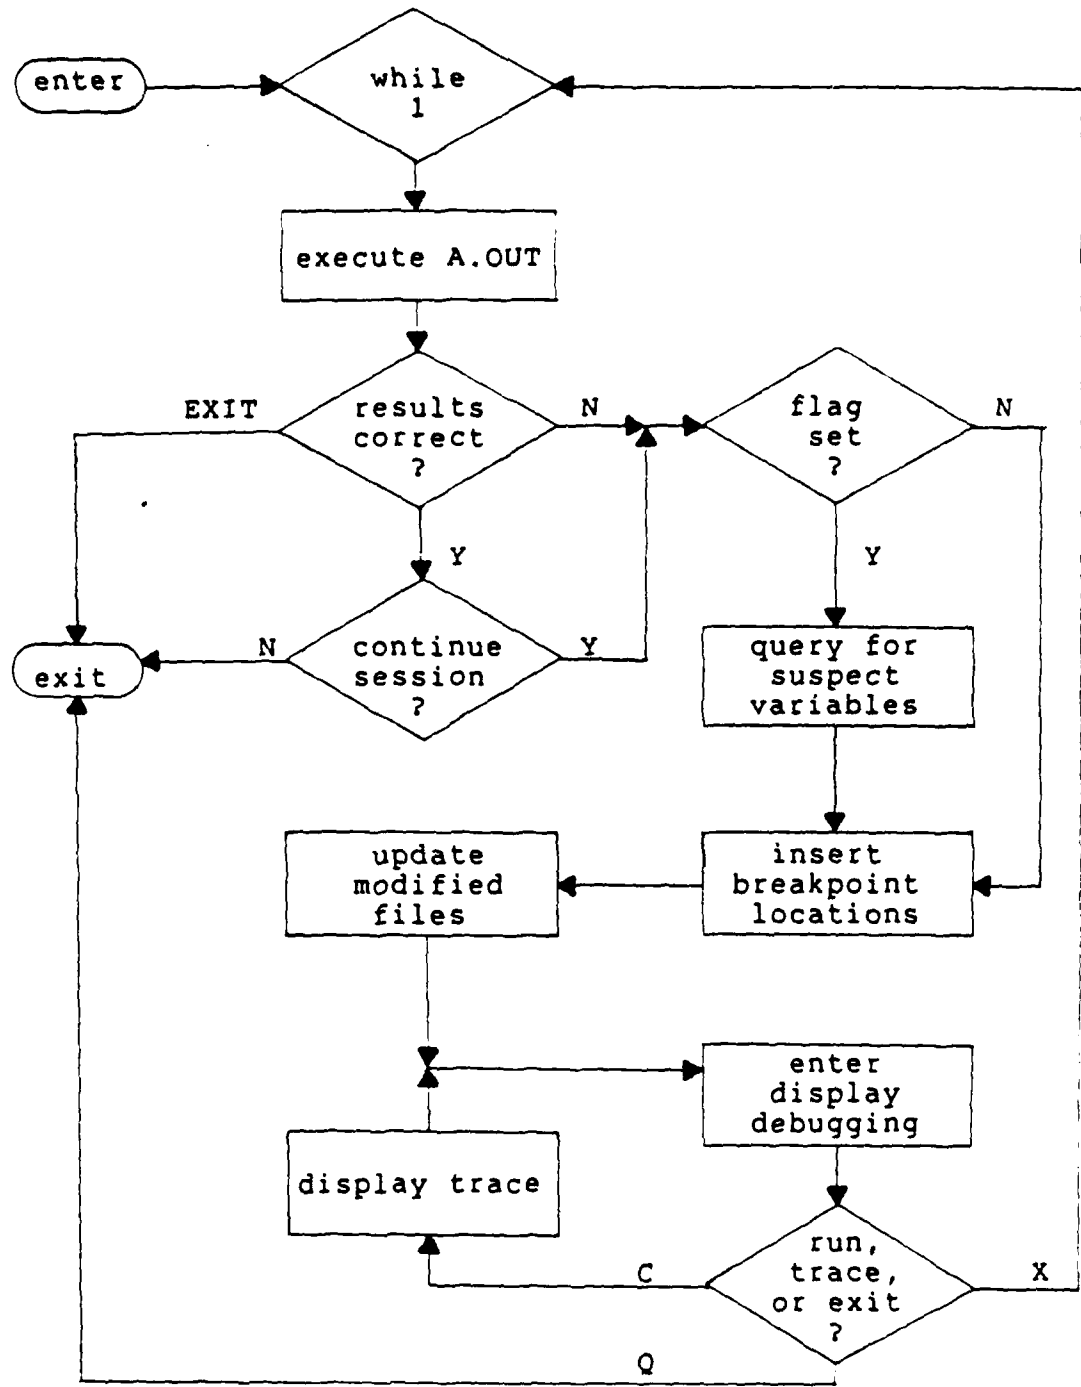 enter
while
1
execute A.OUT
EXIT
results
correct
?
N
flag
set
?
N
Y
Y
N
continue
session
?
Y
query for
suspect
variables
exit
update
modified
files
insert
breakpoint
locations
enter
display
debugging
display trace
C
run,
trace,
or exit
?
X
Q